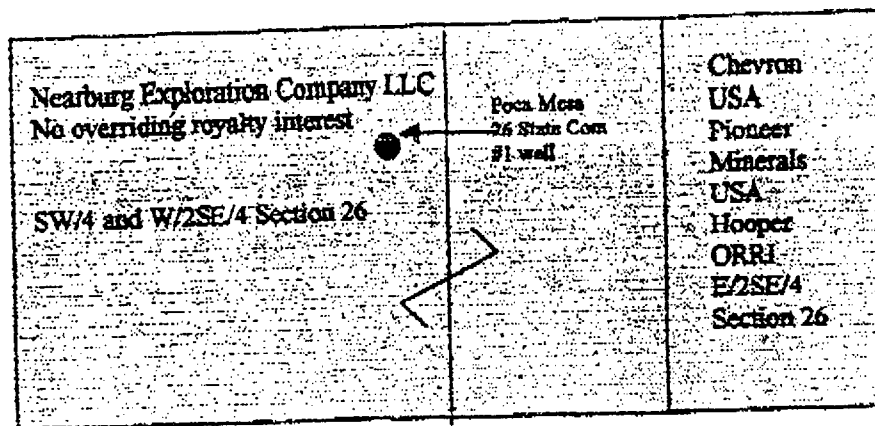 Nearburg Exploration Company LLC
No overriding royalty interest
SW/4 and W/2SE/4 Section 26
Poca Mesa
26 State Com
#1 well
Chevron
USA
Pioneer
Minerals
USA
Hooper
ORRI
E/2SE/4
Section 26